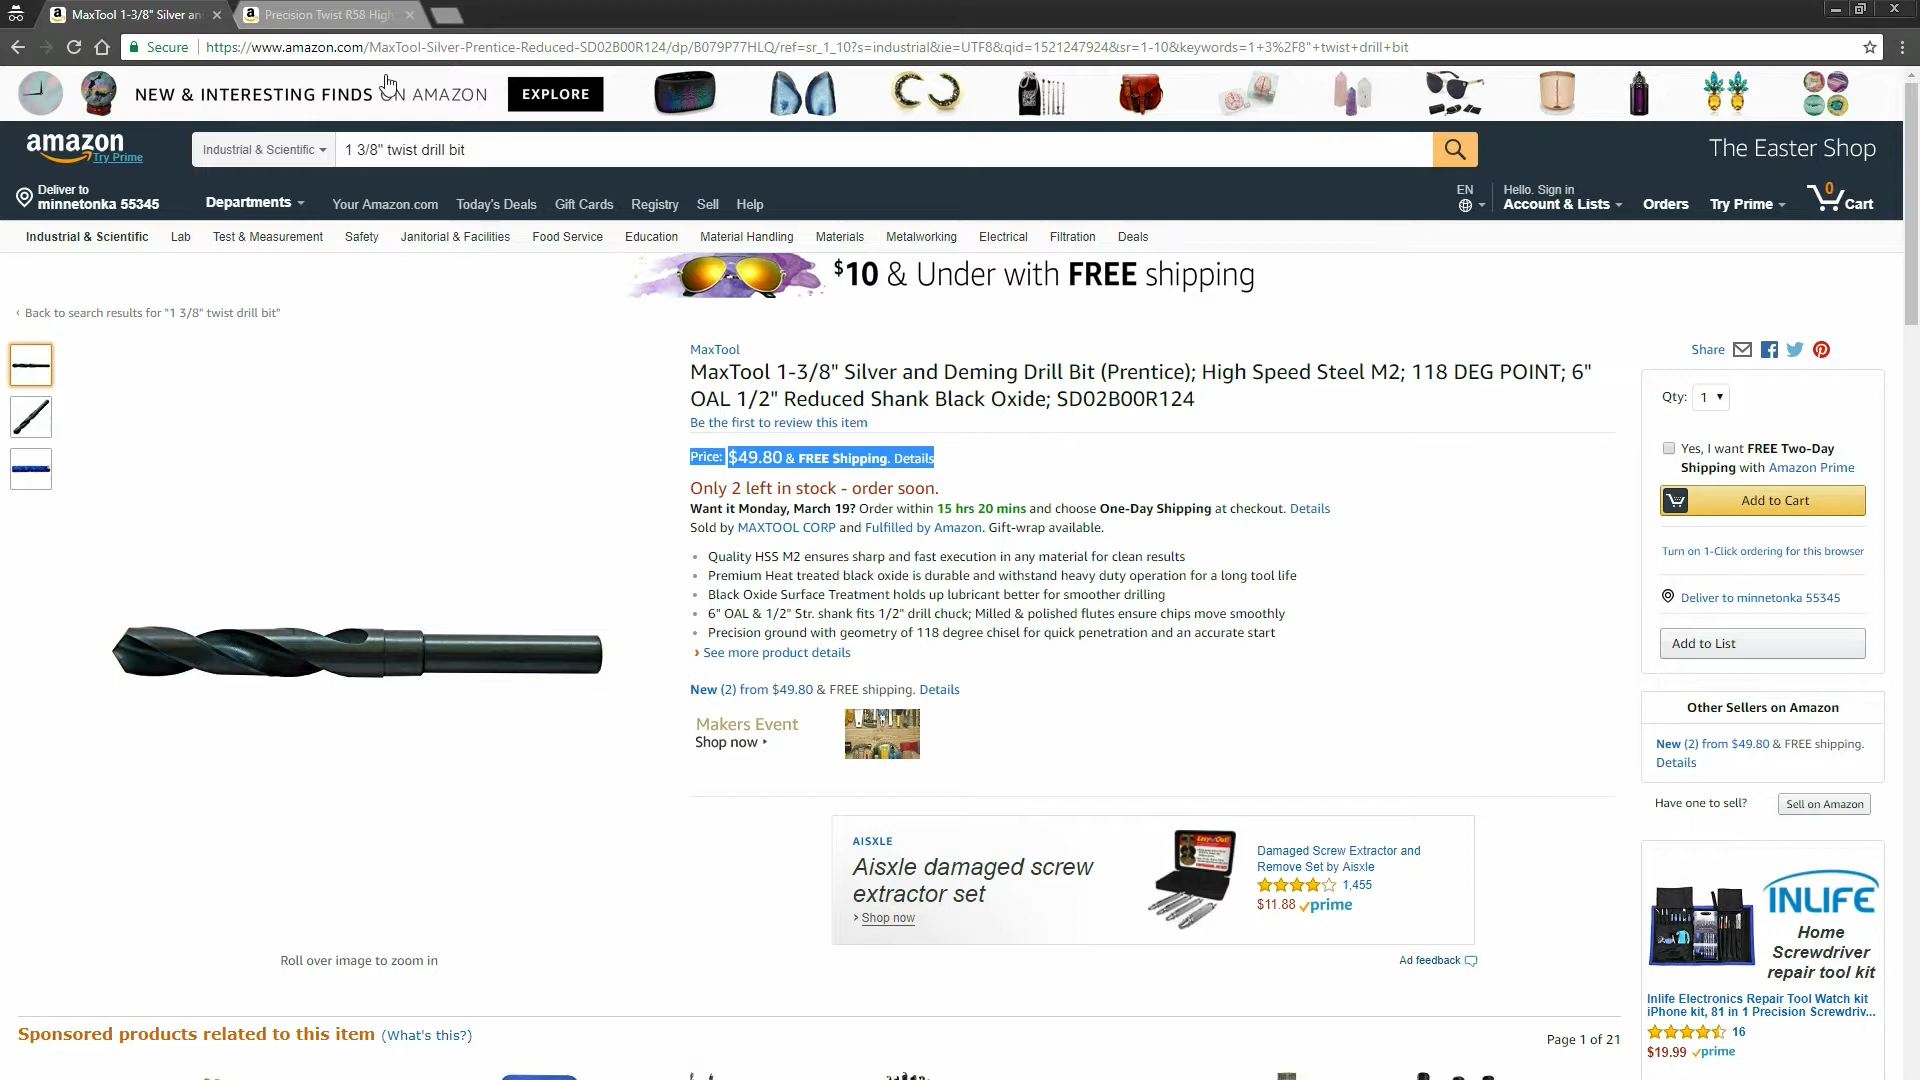 MaxTool 1-3/8" Silver an
Precision Twist R58 High
Secure
https://www.amazon.com/MaxTool-Silver-Prentice-Reduced-SD02B00R124/dp/B079P77HLQ/ref=sr_1_10?s=industrial&ie=UTF8&qid=1521247924&sr=1-10&keywords=1+3%2F8"+twist+drill+bit
NEW & INTERESTING FINDS ON AMAZON
EXPLORE
amazon
Try Prime
Industrial & Scientific
1 3/8" twist drill bit
The Easter Shop
Deliver to
minnetonka 55345
Departments
Your Amazon.com
Today's Deals
Gift Cards
Registry
Sell
Help
EN
Hello. Sign in
Account & Lists
Orders
Try Prime
0
Cart
Industrial & Scientific
Lab
Test & Measurement
Safety
Janitorial & Facilities
Food Service
Education
Material Handling
Materials
Metalworking
Electrical
Filtration
Deals
$10 & Under with FREE shipping
‹ Back to search results for "1 3/8" twist drill bit"
MaxTool
MaxTool 1-3/8" Silver and Deming Drill Bit (Prentice); High Speed Steel M2; 118 DEG POINT; 6"
OAL 1/2" Reduced Shank Black Oxide; SD02B00R124
Be the first to review this item
Price: $49.80 & FREE Shipping. Details
Only 2 left in stock - order soon.
Want it Monday, March 19? Order within 15 hrs 20 mins and choose One-Day Shipping at checkout. Details
Sold by MAXTOOL CORP and Fulfilled by Amazon. Gift-wrap available.
• Quality HSS M2 ensures sharp and fast execution in any material for clean results
• Premium Heat treated black oxide is durable and withstand heavy duty operation for a long tool life
• Black Oxide Surface Treatment holds up lubricant better for smoother drilling
• 6" OAL & 1/2" Str. shank fits 1/2" drill chuck; Milled & polished flutes ensure chips move smoothly
• Precision ground with geometry of 118 degree chisel for quick penetration and an accurate start
› See more product details
New (2) from $49.80 & FREE shipping. Details
Makers Event
Shop now
Roll over image to zoom in
AISXLE
Aisxle damaged screw
extractor set
› Shop now
Damaged Screw Extractor and
Remove Set by Aisxle
1,455
$11.88 prime
Ad feedback
Share
Qty: 1
Yes, I want FREE Two-Day
Shipping with Amazon Prime
Add to Cart
Turn on 1-Click ordering for this browser
Deliver to minnetonka 55345
Add to List
Other Sellers on Amazon
New (2) from $49.80 & FREE shipping.
Details
Have one to sell?
Sell on Amazon
INLIFE
Home
Screwdriver
repair tool kit
Inlife Electronics Repair Tool Watch kit
iPhone kit, 81 in 1 Precision Screwdriv...
16
$19.99 prime
Sponsored products related to this item (What's this?)
Page 1 of 21